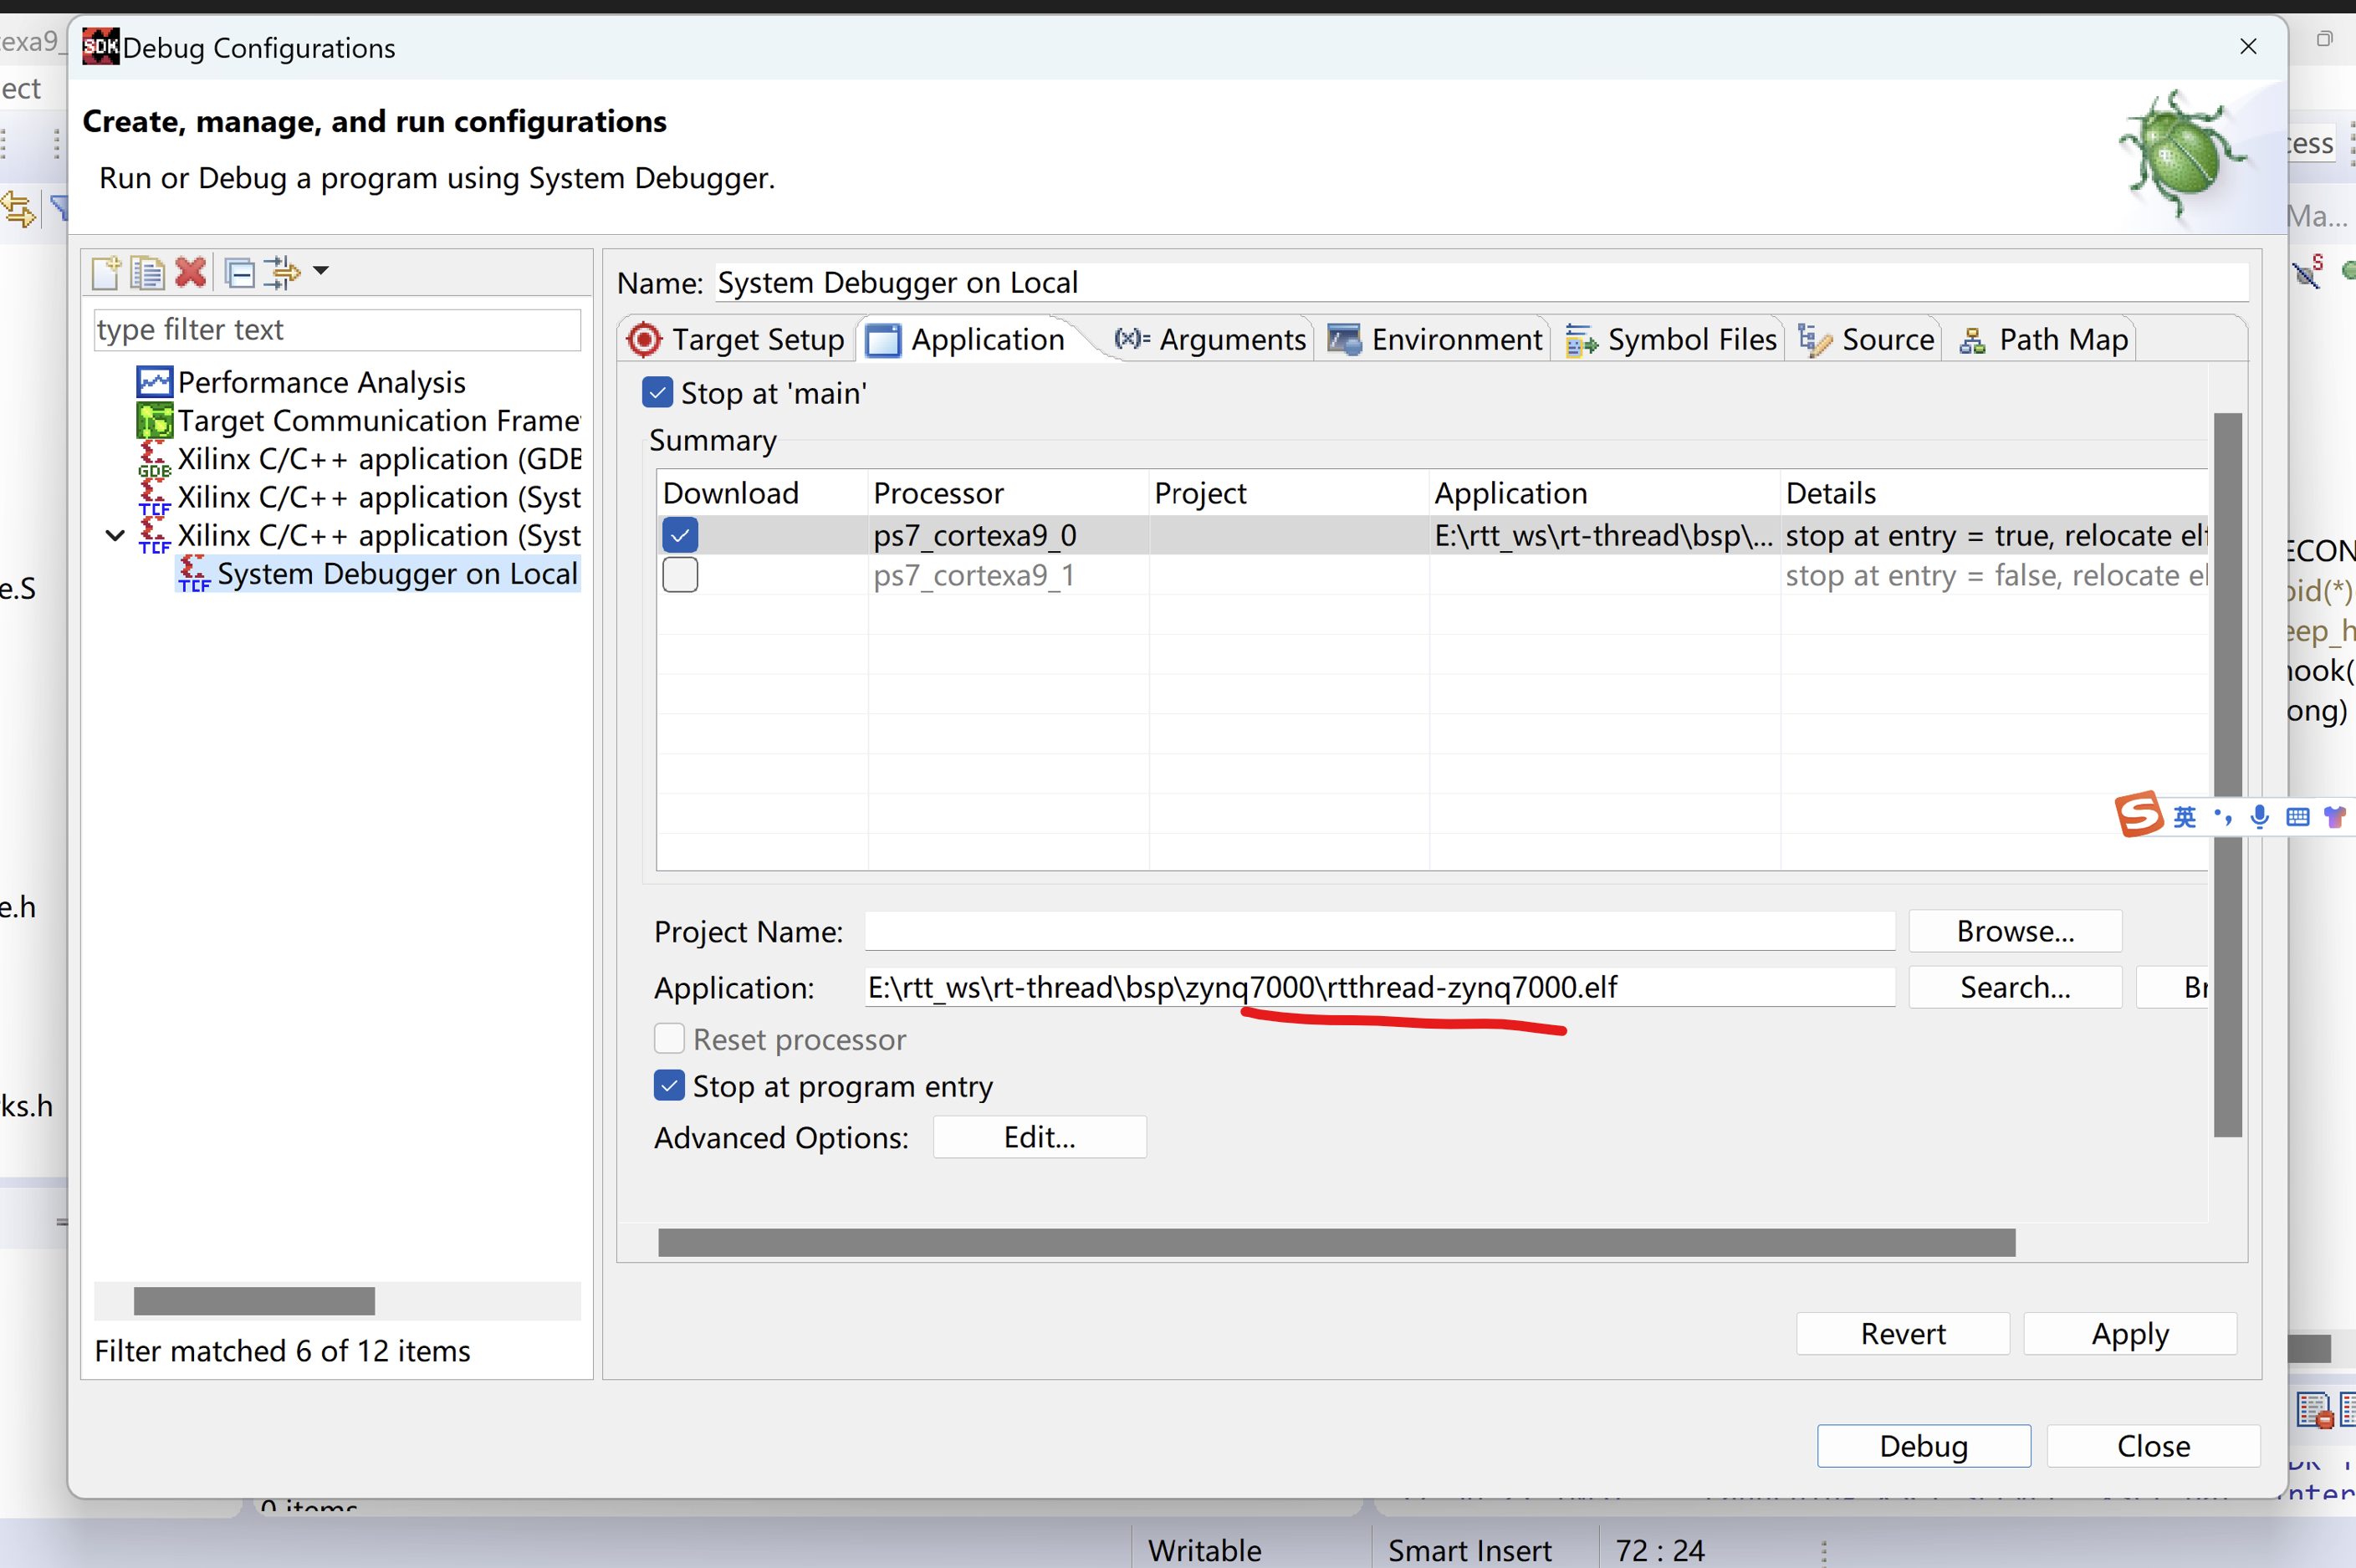 exa9_
Debug Configurations
ect
Create, manage, and run configurations
Run or Debug a program using System Debugger.
cess
Ma...
Name: System Debugger on Local
type filter text
Target Setup Application Arguments Environment Symbol Files Source Path Map
Performance Analysis
Target Communication Frame
Xilinx C/C++ application (GDB
Xilinx C/C++ application (Syst
Xilinx C/C++ application (Syst
System Debugger on Local
Stop at 'main'
Summary
Download Processor Project Application Details
ps7_cortexa9_0 E:\rtt_ws\rt-thread\bsp\... stop at entry = true, relocate elf
ps7_cortexa9_1 stop at entry = false, relocate el
e.S
ECON
oid(*)
eep_h
hook(
ong)
英
e.h
Project Name: Browse...
Application: E:\rtt_ws\rt-thread\bsp\zynq7000\rtthread-zynq7000.elf Search... Br
Reset processor
Stop at program entry
ks.h
Advanced Options: Edit...
Filter matched 6 of 12 items
Revert Apply
Debug Close
0 items
Writable Smart Insert 72 : 24